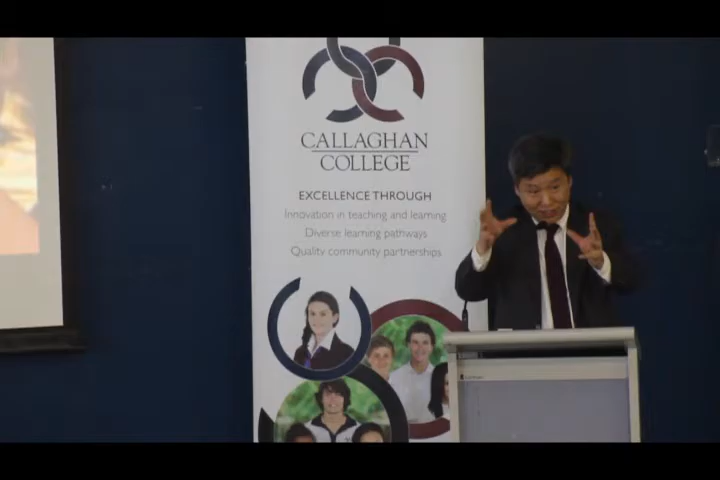 CALLAGHAN
COLLEGE
EXCELLENCE THROUGH
Innovation in teaching and learning
Diverse learning pathways
Quality community partnerships